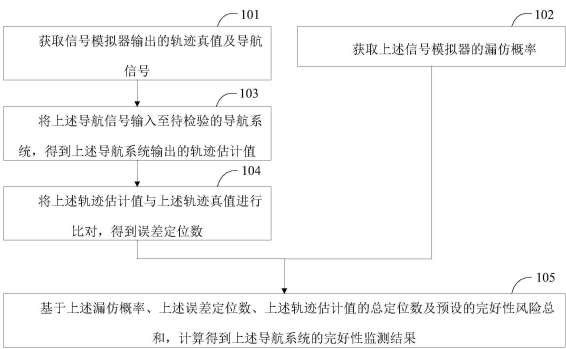 101
获取信号模拟器输出的轨迹真值及导航
信号
102
获取上述信号模拟器的漏仿概率
103
将上述导航信号输入至待检验的导航系
统，得到上述导航系统输出的轨迹估计值
104
将上述轨迹估计值与上述轨迹真值进行
比对，得到误差定位数
105
基于上述漏仿概率、上述误差定位数、上述轨迹估计值的总定位数及预设的完好性风险总
和，计算得到上述导航系统的完好性监测结果